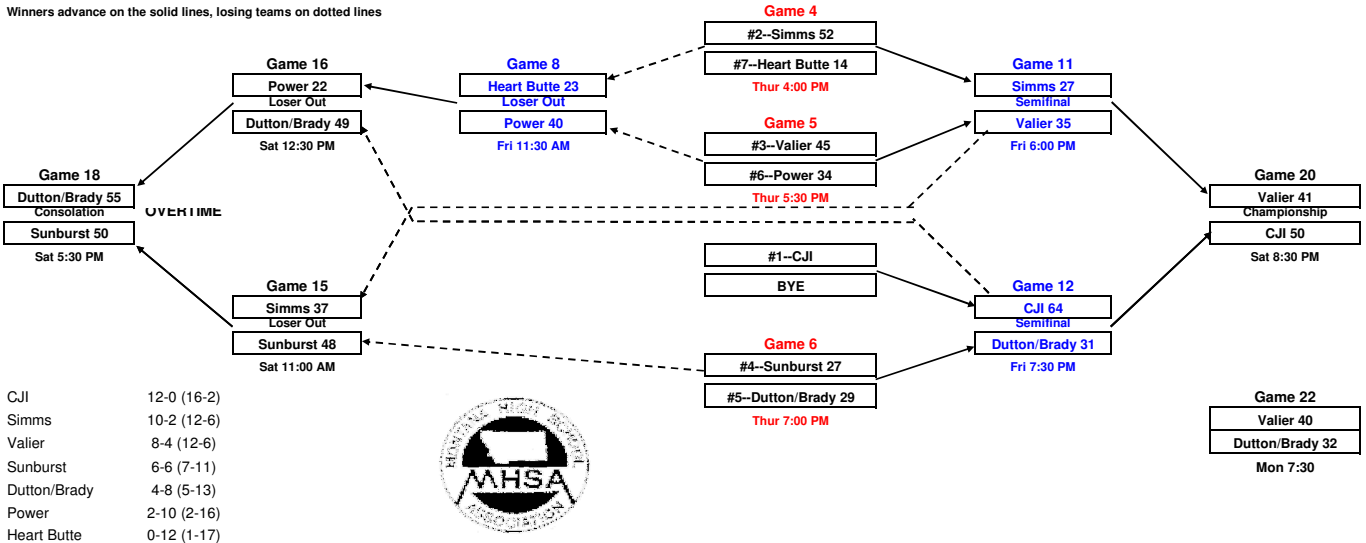 Winners advance on the solid lines, losing teams on dotted lines
Game 4
#2--Simms 52
#7--Heart Butte 14
Thur 4:00 PM
Game 16
Power 22
Loser Out
Dutton/Brady 49
Sat 12:30 PM
Game 8
Heart Butte 23
Loser Out
Power 40
Fri 11:30 AM
Game 11
Simms 27
Semifinal
Valier 35
Fri 6:00 PM
Game 5
#3--Valier 45
#6--Power 34
Thur 5:30 PM
Game 18
Dutton/Brady 55
Consolation
OVERTIME
Sunburst 50
Sat 5:30 PM
Game 20
Valier 41
Championship
CJI 50
Sat 8:30 PM
#1--CJI
BYE
Game 15
Simms 37
Loser Out
Sunburst 48
Sat 11:00 AM
Game 12
CJI 64
Semifinal
Dutton/Brady 31
Fri 7:30 PM
Game 6
#4--Sunburst 27
#5--Dutton/Brady 29
Thur 7:00 PM
CJI 12-0 (16-2)
Simms 10-2 (12-6)
Valier 8-4 (12-6)
Sunburst 6-6 (7-11)
Dutton/Brady 4-8 (5-13)
Power 2-10 (2-16)
Heart Butte 0-12 (1-17)
MONTANA HIGH SCHOOL
MHSA
ASSOCIATION
Game 22
Valier 40
Dutton/Brady 32
Mon 7:30